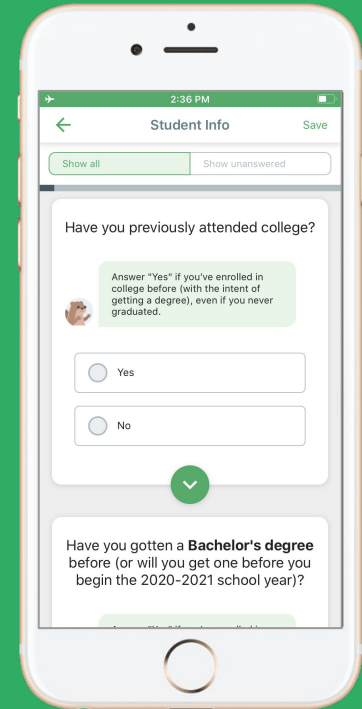 2:36 PM
Student Info
Save
Show all
Show unanswered
Have you previously attended college?
Answer "Yes" if you've enrolled in
college before (with the intent of
getting a degree), even if you never
graduated.
Yes
No
Have you gotten a Bachelor's degree
before (or will you get one before you
begin the 2020-2021 school year)?